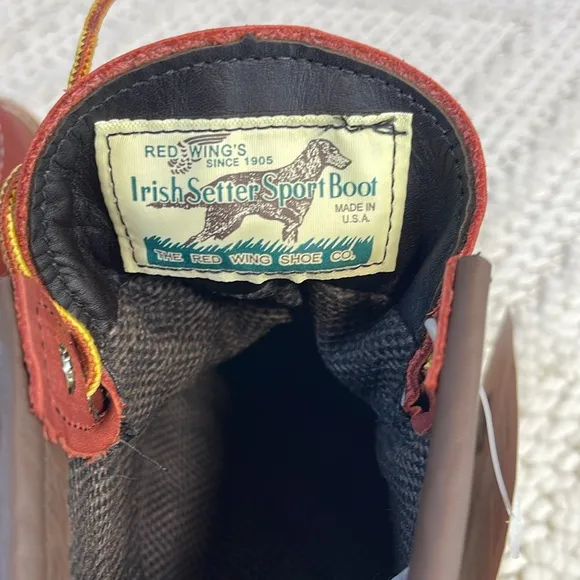 RED WING'S
SINCE 1905
Irish Setter Sport Boot
MADE IN
U.S.A.
THE RED WING SHOE CO.